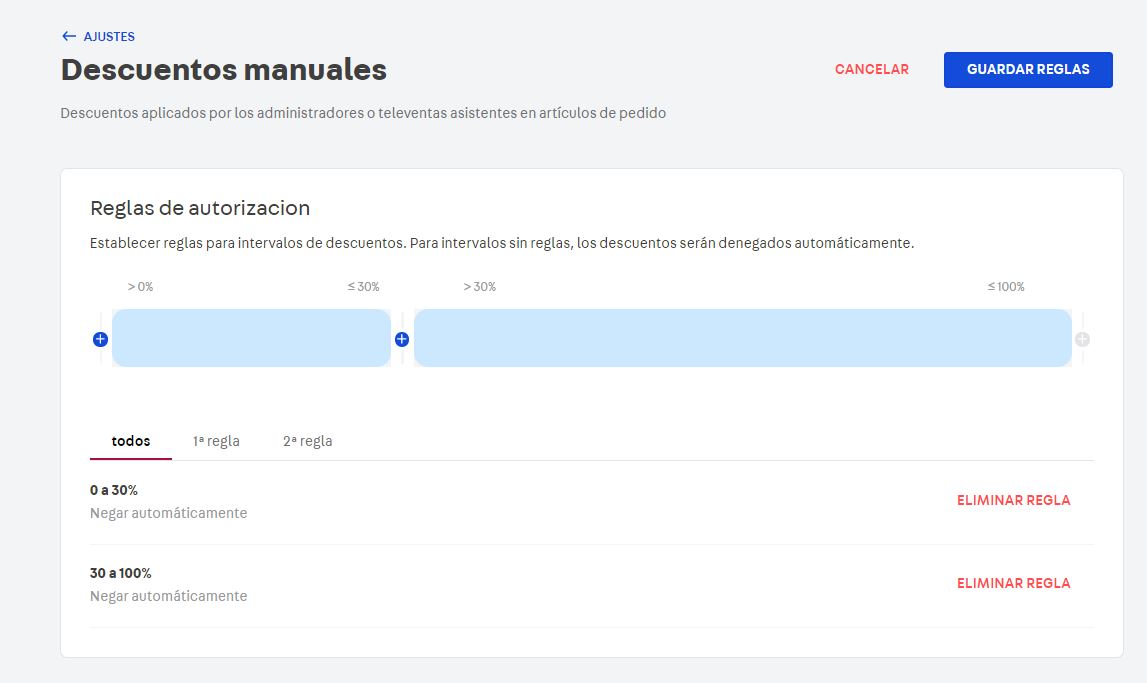 ← AJUSTES
Descuentos manuales
CANCELAR
GUARDAR REGLAS
Descuentos aplicados por los administradores o televentas asistentes en artículos de pedido
Reglas de autorizacion
Establecer reglas para intervalos de descuentos. Para intervalos sin reglas, los descuentos serán denegados automáticamente.
> 0% ≤ 30% > 30% ≤ 100%
todos 1ª regla 2ª regla
0 a 30%
Negar automáticamente
ELIMINAR REGLA
30 a 100%
Negar automáticamente
ELIMINAR REGLA